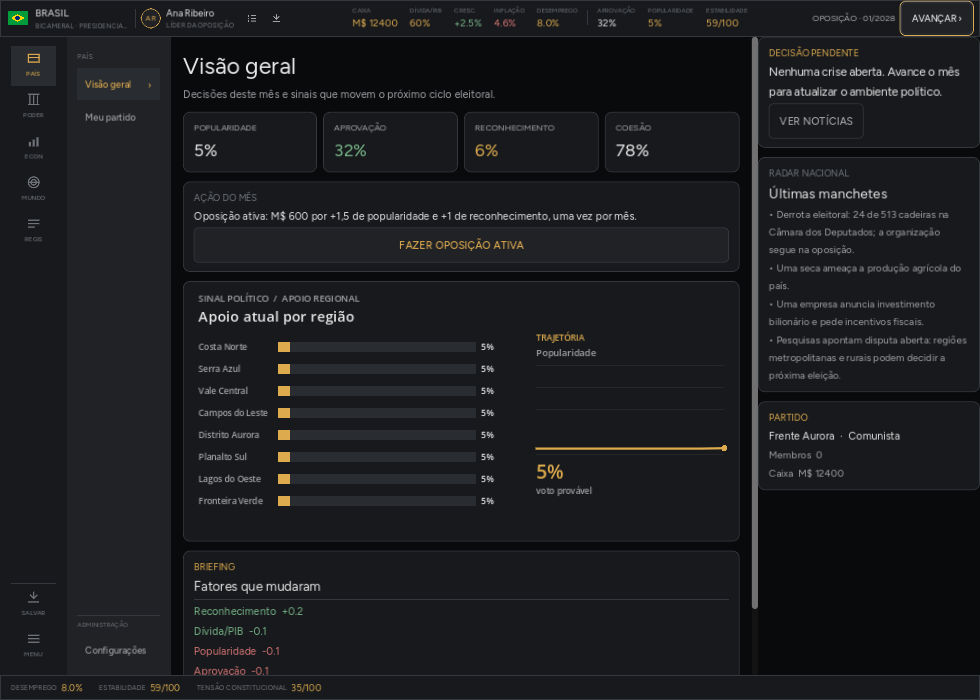 BRASIL
BICAMERAL · PRESIDENCIA...
AR
Ana Ribeiro
LÍDER DA OPOSIÇÃO
CAIXA
M$ 12400
DÍVIDA/PIB
60%
CRESC.
+2.5%
INFLAÇÃO
4.6%
DESEMPREGO
8.0%
APROVAÇÃO
32%
POPULARIDADE
5%
ESTABILIDADE
59/100
OPOSIÇÃO · 01/2028
AVANÇAR ›
PAÍS
PODER
ECON
MUNDO
REGIS
SALVAR
MENU
PAÍS
Visão geral ›
Meu partido
ADMINISTRAÇÃO
Configurações
Visão geral
Decisões deste mês e sinais que movem o próximo ciclo eleitoral.
POPULARIDADE
5%
APROVAÇÃO
32%
RECONHECIMENTO
6%
COESÃO
78%
AÇÃO DO MÊS
Oposição ativa: M$ 600 por +1,5 de popularidade e +1 de reconhecimento, uma vez por mês.
FAZER OPOSIÇÃO ATIVA
SINAL POLÍTICO / APOIO REGIONAL
Apoio atual por região
Costa Norte 5%
Serra Azul 5%
Vale Central 5%
Campos do Leste 5%
Distrito Aurora 5%
Planalto Sul 5%
Lagos do Oeste 5%
Fronteira Verde 5%
TRAJETÓRIA
Popularidade
5%
voto provável
BRIEFING
Fatores que mudaram
Reconhecimento +0.2
Dívida/PIB -0.1
Popularidade -0.1
Aprovação -0.1
DECISÃO PENDENTE
Nenhuma crise aberta. Avance o mês
para atualizar o ambiente político.
VER NOTÍCIAS
RADAR NACIONAL
Últimas manchetes
• Derrota eleitoral: 24 de 513 cadeiras na
Câmara dos Deputados; a organização
segue na oposição.
• Uma seca ameaça a produção agrícola do
país.
• Uma empresa anuncia investimento
bilionário e pede incentivos fiscais.
• Pesquisas apontam disputa aberta: regiões
metropolitanas e rurais podem decidir a
próxima eleição.
PARTIDO
Frente Aurora · Comunista
Membros 0
Caixa M$ 12400
DESEMPREGO 8.0% ESTABILIDADE 59/100 TENSÃO CONSTITUCIONAL 35/100